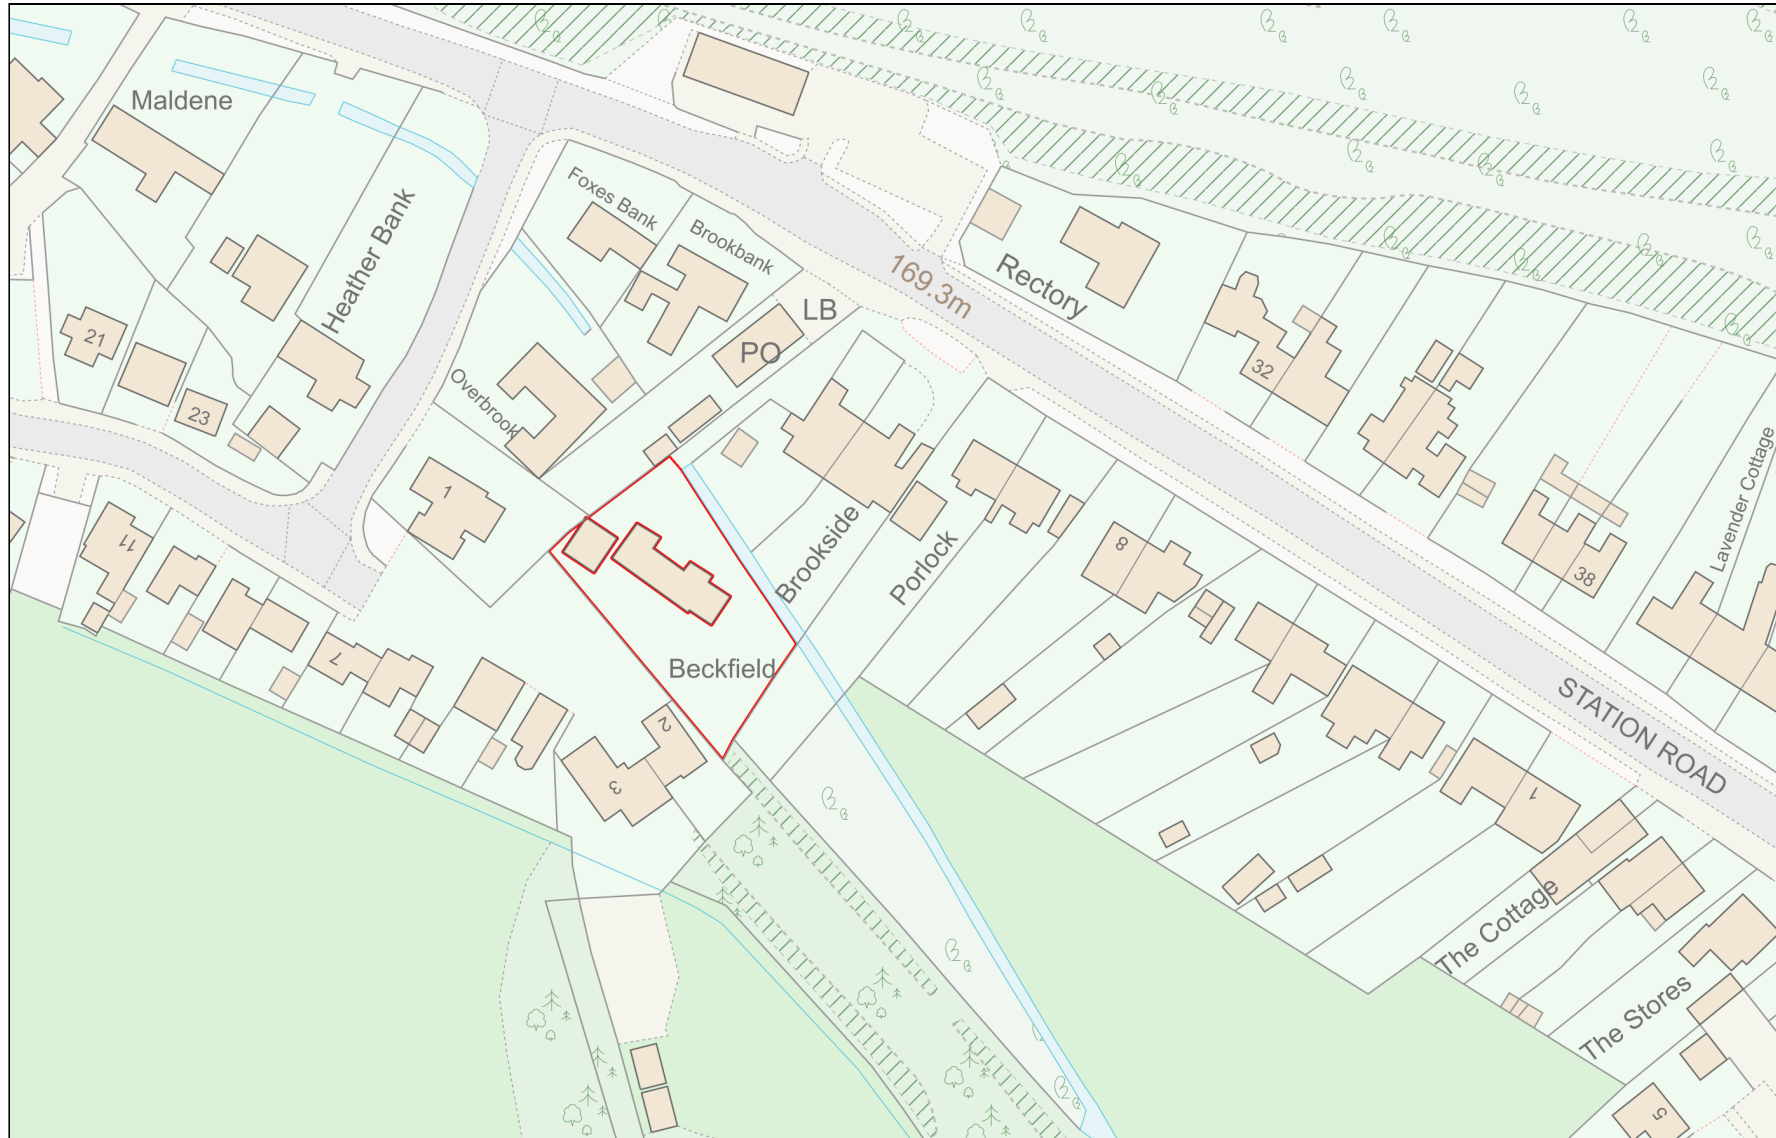 Maldene
Foxes Bank
Heather Bank
Brookbank
169.3m
Rectory
LB
PO
21
23
32
Overbrook
1
11
Brookside
Porlock
8
38
Lavender Cottage
7
Beckfield
2
3
STATION ROAD
1
The Cottage
The Stores
5